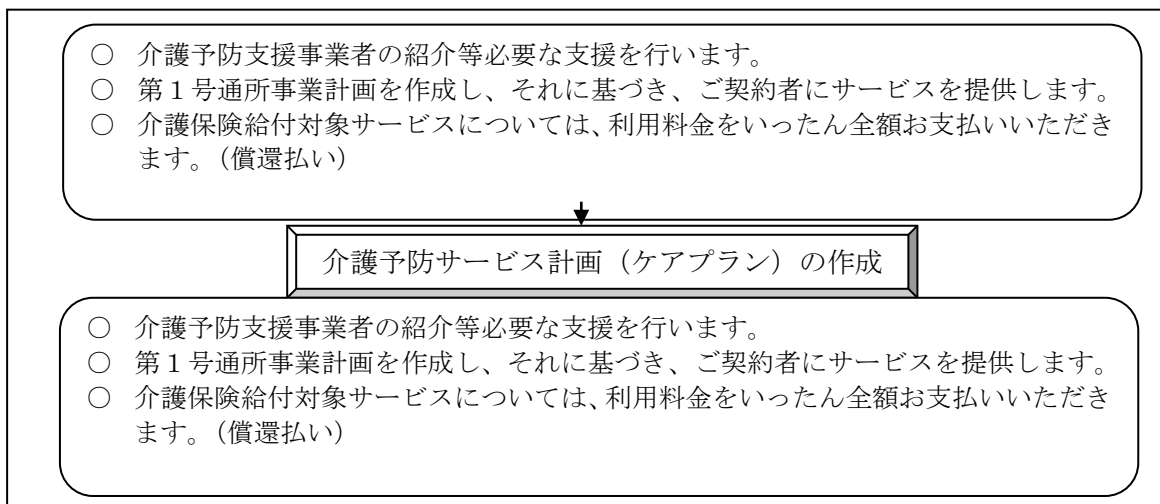 ○ 介護予防支援事業者の紹介等必要な支援を行います。
○ 第1号通所事業計画を作成し、それに基づき、ご契約者にサービスを提供します。
○ 介護保険給付対象サービスについては、利用料金をいったん全額お支払いいただき
ます。（償還払い）
介護予防サービス計画（ケアプラン）の作成
○ 介護予防支援事業者の紹介等必要な支援を行います。
○ 第1号通所事業計画を作成し、それに基づき、ご契約者にサービスを提供します。
○ 介護保険給付対象サービスについては、利用料金をいったん全額お支払いいただき
ます。（償還払い）